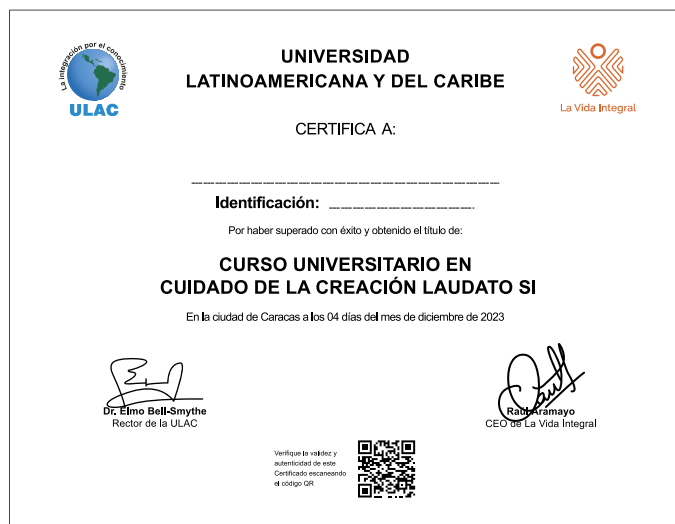 La integración por el conocimiento
ULAC
UNIVERSIDAD
LATINOAMERICANA Y DEL CARIBE
La Vida Integral
CERTIFICA A:
Identificación:
Por haber superado con éxito y obtenido el título de:
CURSO UNIVERSITARIO EN
CUIDADO DE LA CREACIÓN LAUDATO SI
En la ciudad de Caracas a los 04 días del mes de diciembre de 2023
Dr. Elmo Bell-Smythe
Rector de la ULAC
Raúl Aramayo
CEO de La Vida Integral
Verifique la validez y
autenticidad de este
Certificado escaneando
el código QR